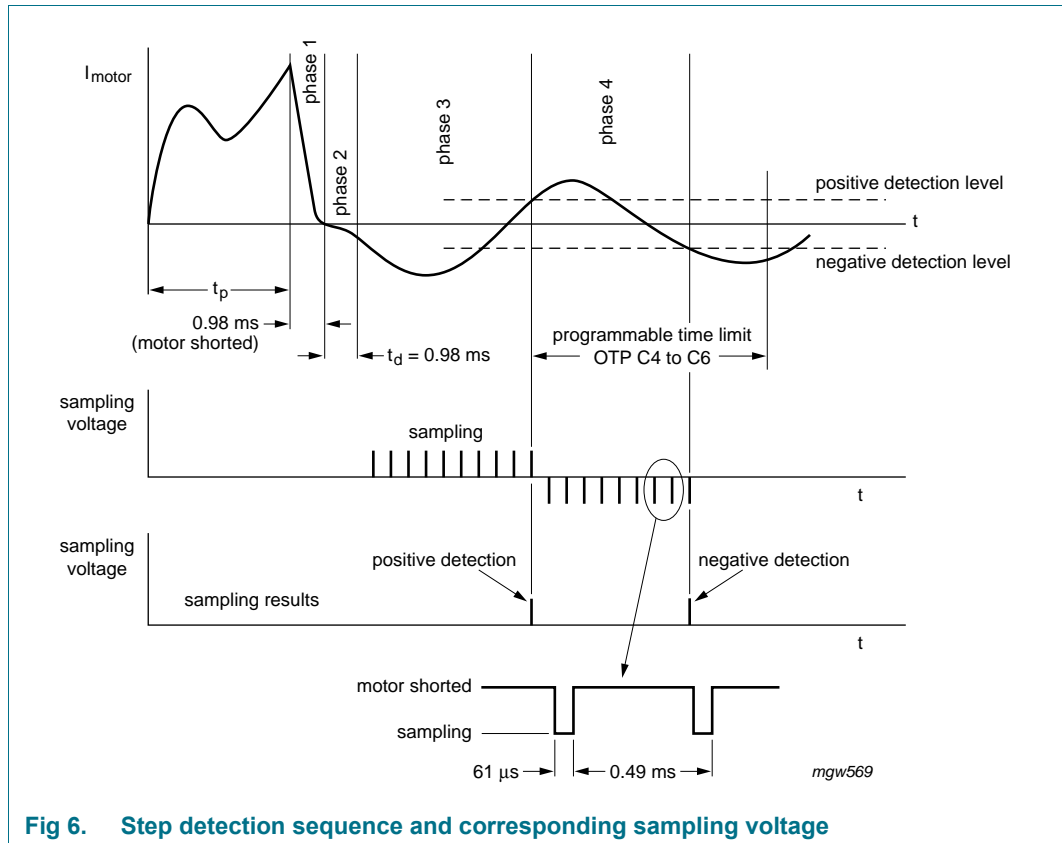 I motor
phase 1
phase 2
phase 3
phase 4
positive detection level
t
negative detection level
tp
0.98 ms
(motor shorted)
td = 0.98 ms
programmable time limit
OTP C4 to C6
sampling
voltage
sampling
t
sampling
voltage
positive detection
negative detection
sampling results
t
motor shorted
sampling
61 μs
0.49 ms
mgw569
Fig 6. Step detection sequence and corresponding sampling voltage